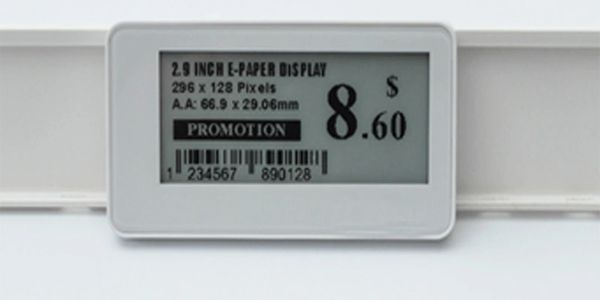 2.9 INCH E-PAPER DISPLAY
296 x 128 Pixels
A.A: 66.9 x 29.06mm
PROMOTION
$
8.60
1 234567 890128